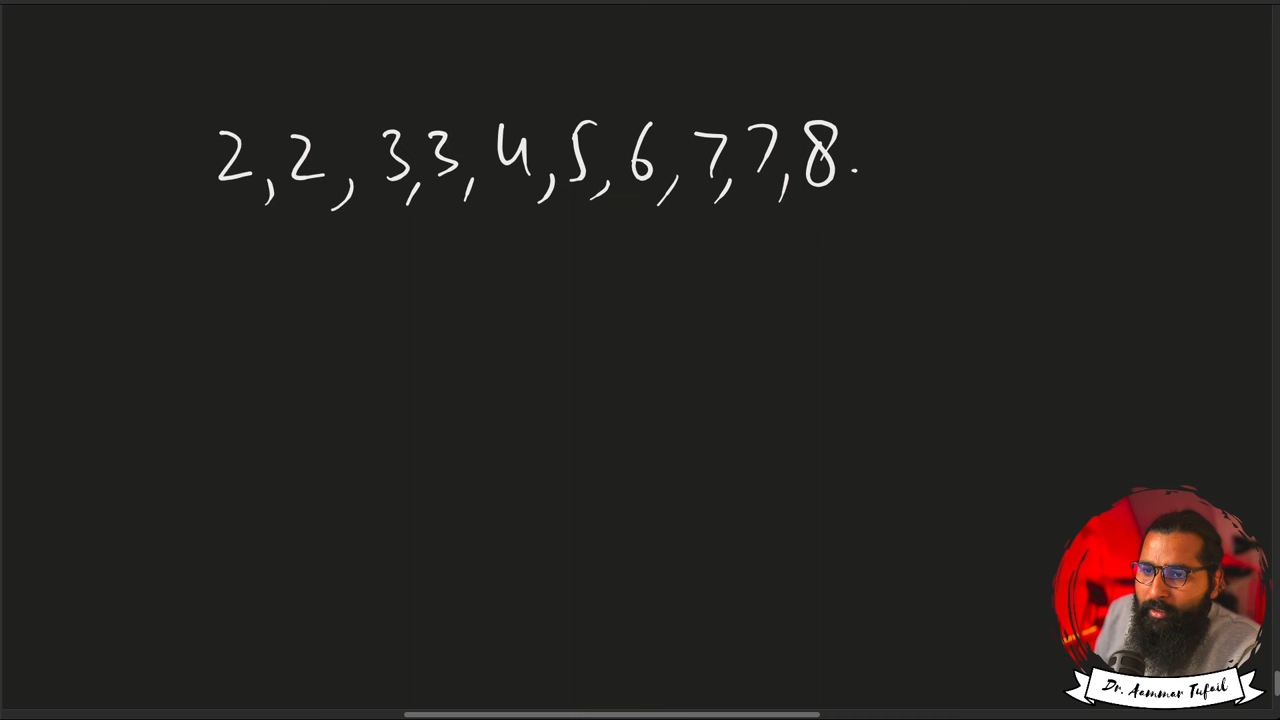 2, 2, 3, 3, 4, 5, 6, 7, 7, 8.
Dr. Aammar Tufail